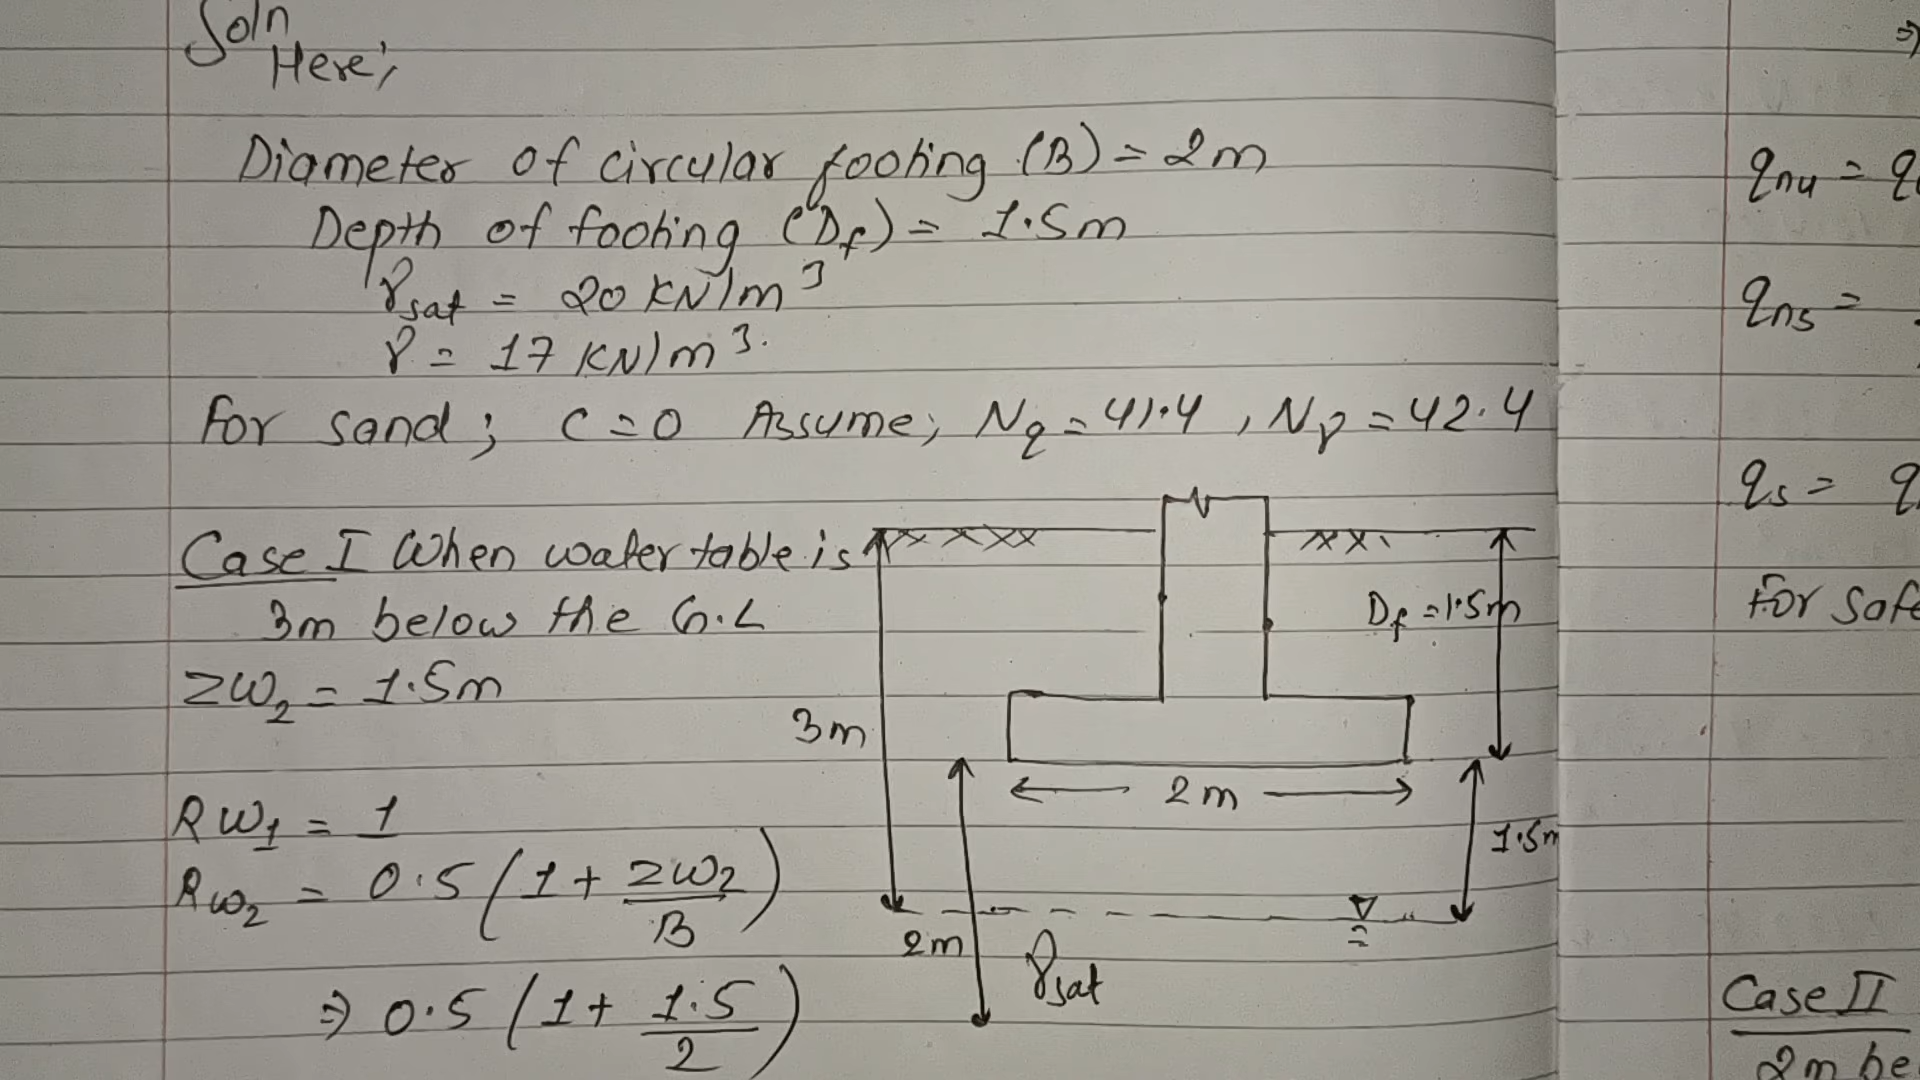 Soln
Here;
Diameter of circular footing (B) = 2m
Depth of footing (Df) = 1.5m
γsat = 20 KN/m³
γ = 17 KN/m³.
For sand; C=0 Assume; Nq = 41.4, Nγ = 42.4
Case I When water table is
3m below the G.L
Zw₂ = 1.5m
Rw₁ = 1
Rw₂ = 0.5 (1 + Zw₂/B)
⇒ 0.5 (1 + 1.5/2)
Df = 1.5m
3m
2m
1.5m
2m
γsat
⇒
qnu = q
qns =
qs = q
For safe
Case II
2m be